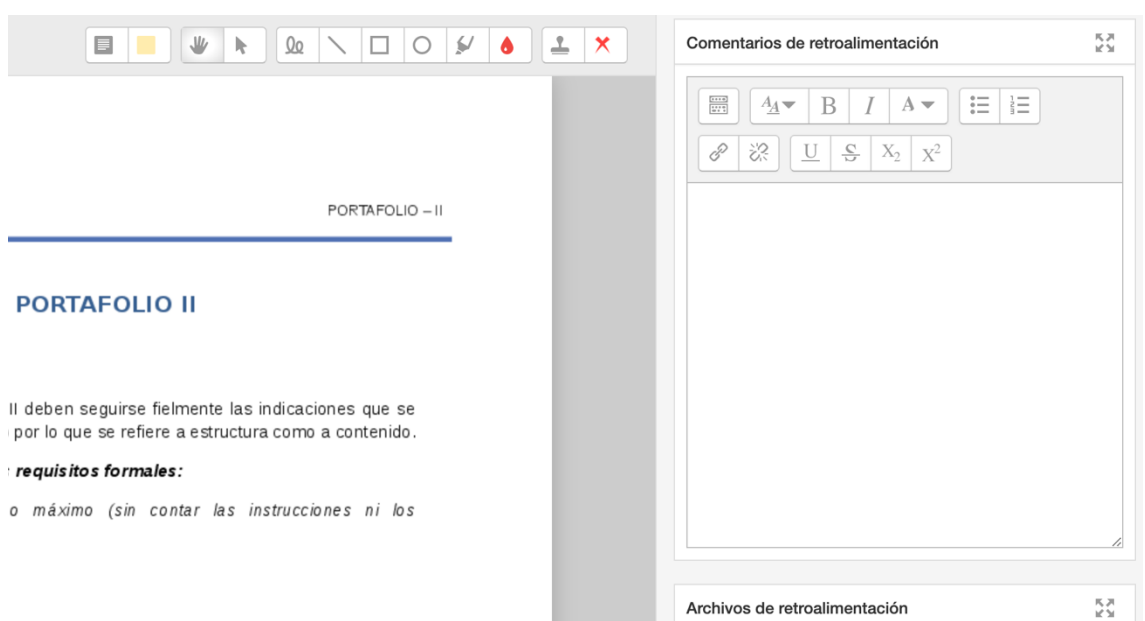 Comentarios de retroalimentación
PORTAFOLIO – II
PORTAFOLIO II
II deben seguirse fielmente las indicaciones que se
por lo que se refiere a estructura como a contenido.
requisitos formales:
o máximo (sin contar las instrucciones ni los
Archivos de retroalimentación